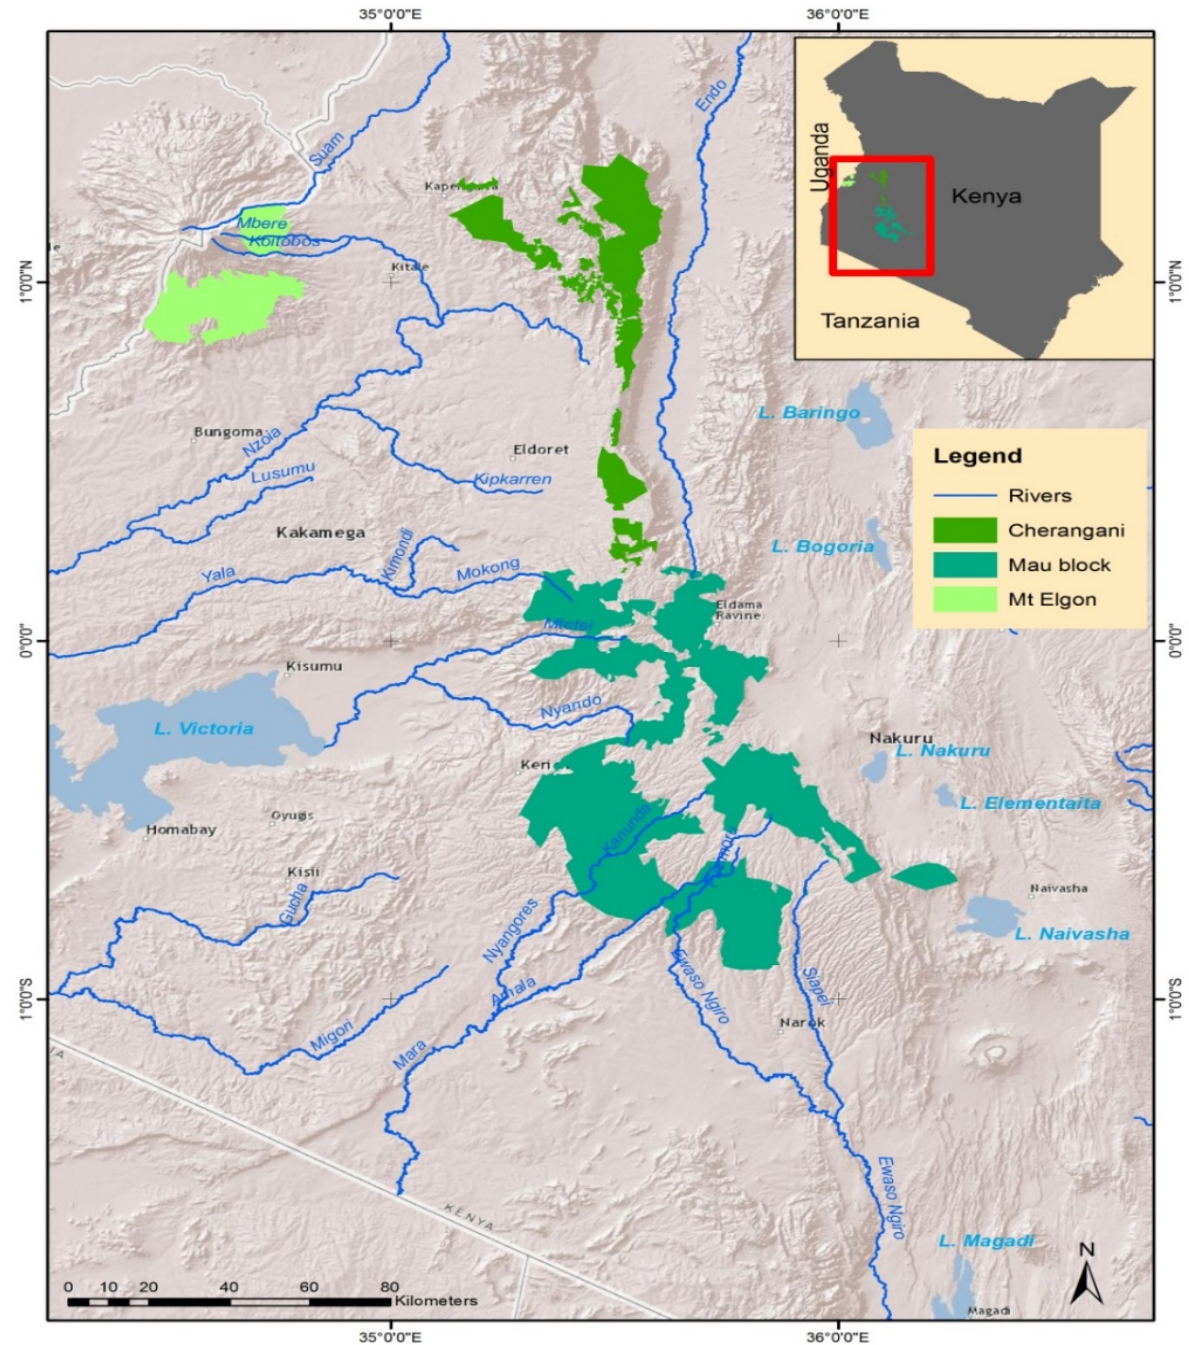 35°0'0"E
36°0'0"E
Uganda
Kenya
Tanzania
Endo
Suam
Mbere
Koitobos
Kitale
1°0'0"N
1°0'0"N
L. Baringo
Bungoma
Nzoia
Eldoret
Lusumu
Kipkarren
Legend
Rivers
Cherangani
Mau block
Mt Elgon
Kakamega
Kimondi
L. Bogoria
Yala
Mokong
Eldama
Ravine
0°0'0"
0°0'0"
Kisumu
L. Victoria
Nyando
Nakuru
L. Nakuru
L. Elementaita
Homabay
Oyugis
Kanunda
Kisii
Gucha
Naivasha
L. Naivasha
Nyangores
Amala
Ewaso Ngiro
Siapei
1°0'0"S
1°0'0"S
Narok
Migori
Mara
Ewaso Ngiro
KENYA
L. Magadi
N
0 10 20 40 60 80
Kilometers
Magadi
35°0'0"E
36°0'0"E